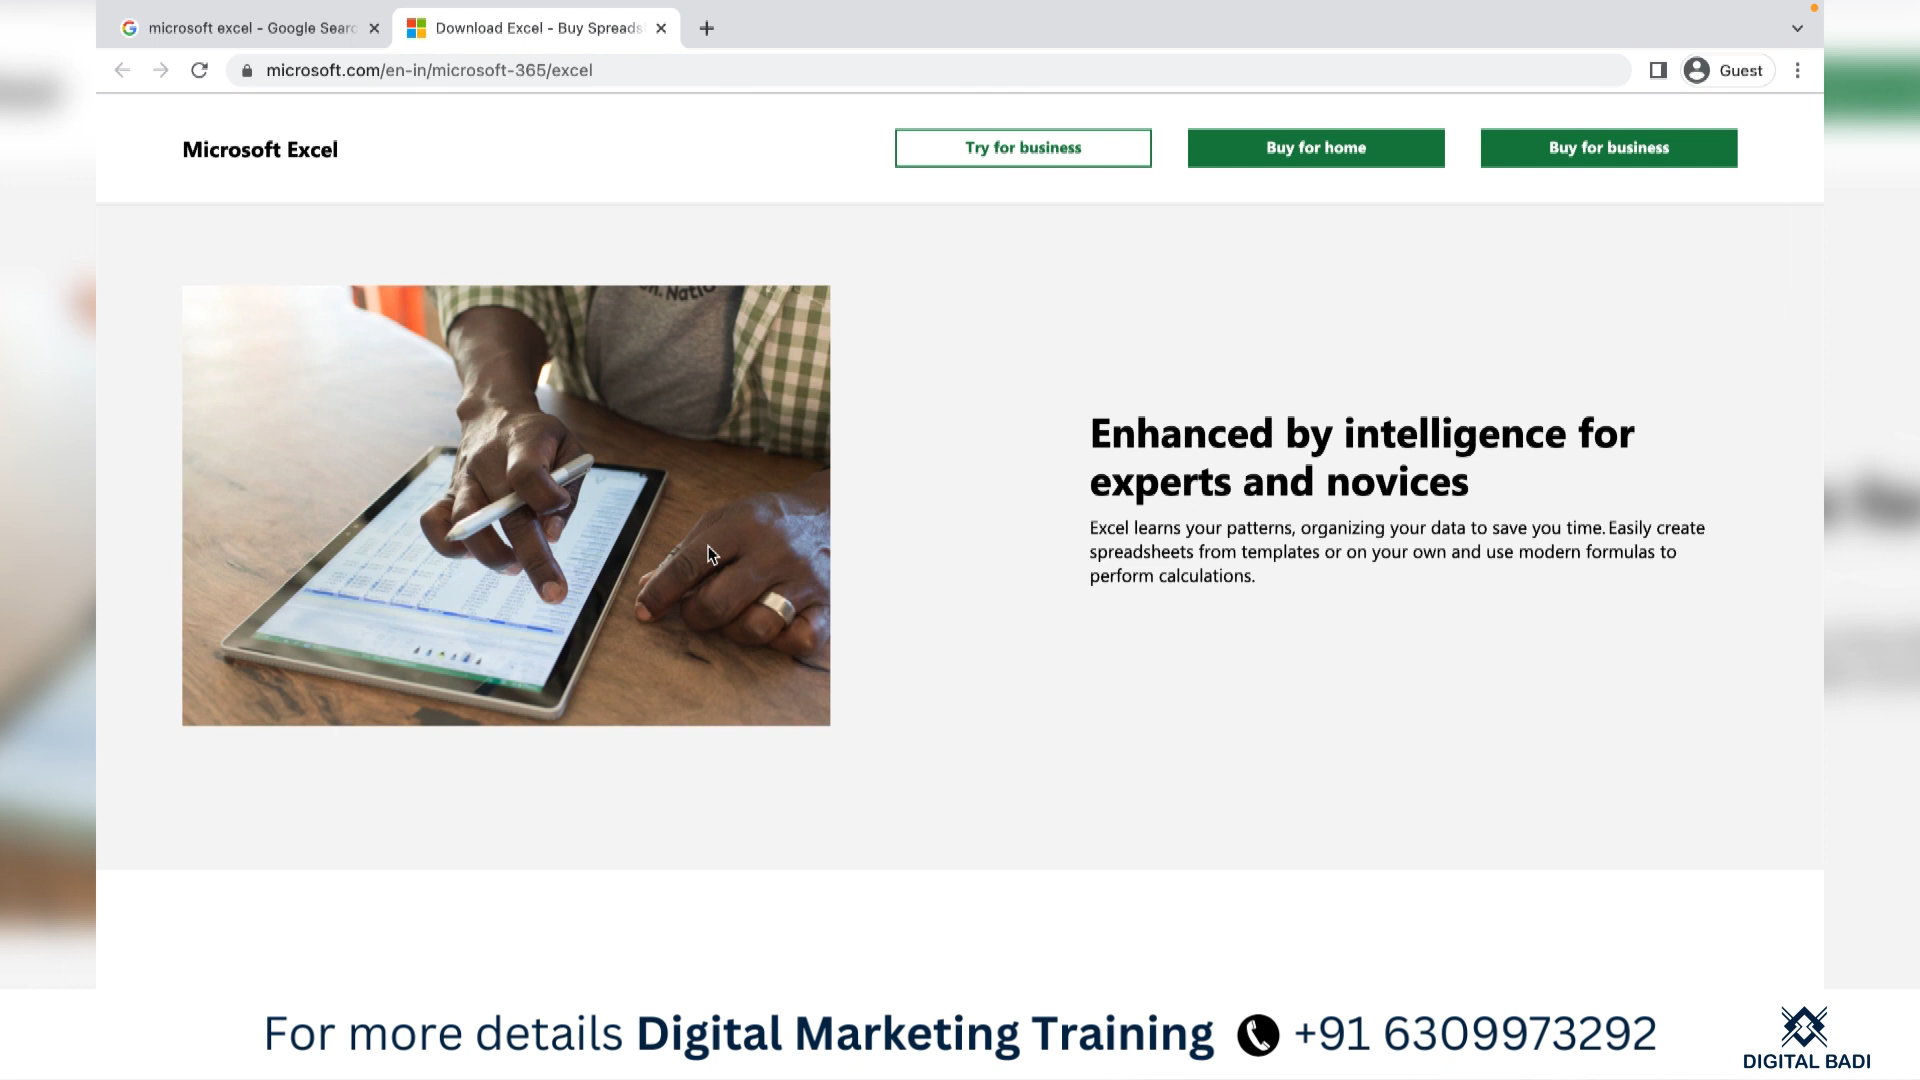 microsoft excel - Google Searc
Download Excel - Buy Spreads
microsoft.com/en-in/microsoft-365/excel
Guest
Microsoft Excel
Try for business
Buy for home
Buy for business
Enhanced by intelligence for
experts and novices
Excel learns your patterns, organizing your data to save you time. Easily create
spreadsheets from templates or on your own and use modern formulas to
perform calculations.
For more details Digital Marketing Training +91 6309973292
DIGITAL BADI